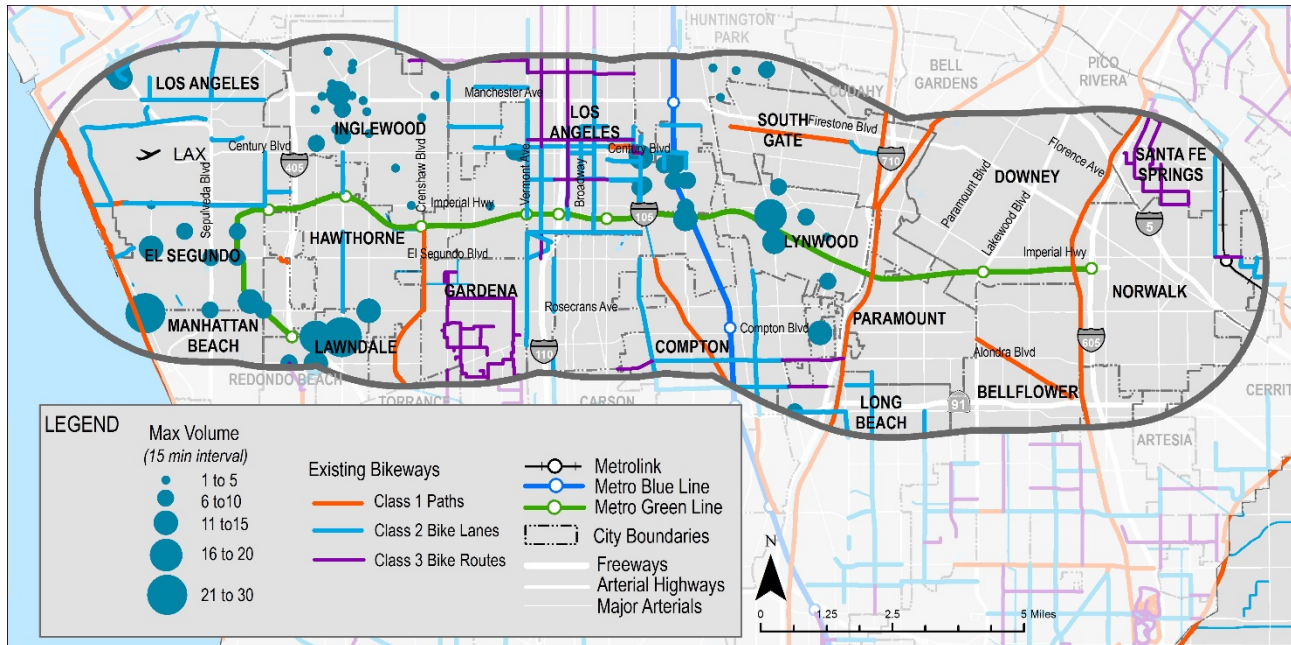 HUNTINGTON
PARK
BELL
GARDENS
PICO
RIVERA
LOS ANGELES
Manchester Ave
CUDAHY
LOS
ANGELES
SOUTH
GATE
Firestone Blvd
INGLEWOOD
LAX
Century Blvd
Century Blvd
405
710
Florence Ave
SANTA FE
SPRINGS
DOWNEY
Sepulveda Blvd
Crenshaw Blvd
Vermont Ave
Broadway
Paramount Blvd
Lakewood Blvd
Imperial Hwy
105
5
HAWTHORNE
LYNWOOD
EL SEGUNDO
El Segundo Blvd
Imperial Hwy
GARDENA
NORWALK
Rosecrans Ave
MANHATTAN
BEACH
LAWNDALE
Compton Blvd
PARAMOUNT
COMPTON
110
605
Alondra Blvd
REDONDO BEACH
BELLFLOWER
TORRANCE
CARSON
LONG
BEACH
91
CERRIT
ARTESIA
LEGEND
Max Volume
(15 min interval)
1 to 5
6 to10
11 to15
16 to 20
21 to 30
Existing Bikeways
Class 1 Paths
Class 2 Bike Lanes
Class 3 Bike Routes
Metrolink
Metro Blue Line
Metro Green Line
City Boundaries
Freeways
Arterial Highways
Major Arterials
N
0 1.25 2.5 5 Miles